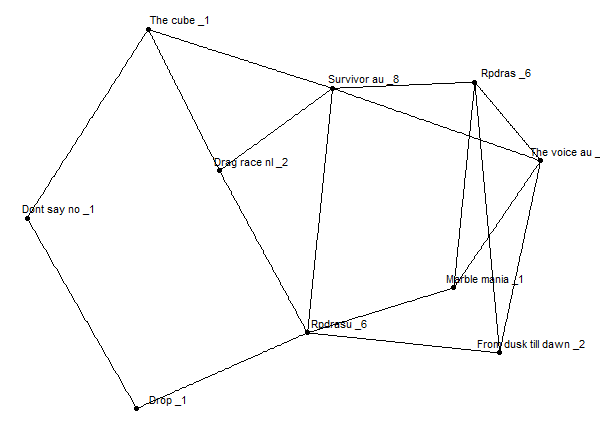 The cube _1
Survivor au _8
Rpdras _6
The voice au _
Drag race nl _2
Dont say no _1
Marble mania _1
Rpdrasu _6
From dusk till dawn _2
Drop _1